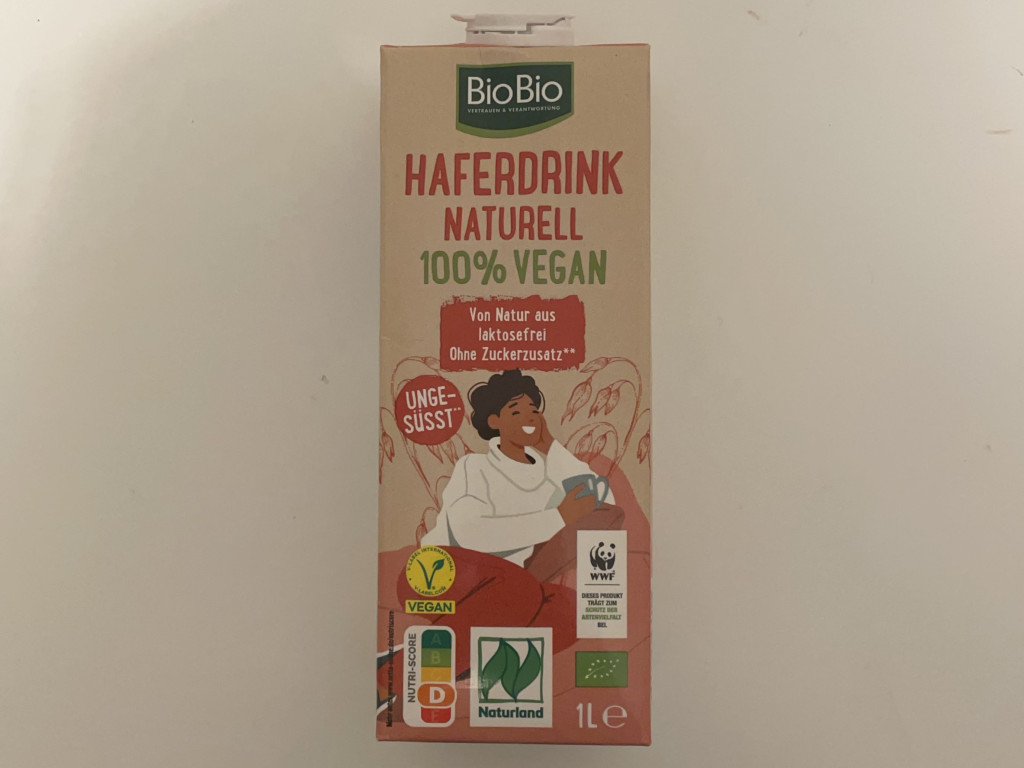 BioBio
VERTRAUEN & VERANTWORTUNG
HAFERDRINK
NATURELL
100% VEGAN
Von Natur aus
laktosefrei
Ohne Zuckerzusatz**
UNGE-
SÜSST**
V-LABEL INTERNATIONAL
V-LABEL.COM
VEGAN
WWF
DIESES PRODUKT
TRÄGT ZUM
SCHUTZ DER
ARTENVIELFALT
BEI.
NUTRI-SCORE
A
B
D
E
Naturland
1L e